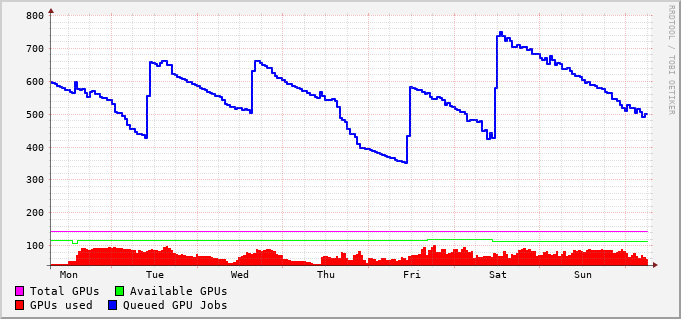 800
700
600
500
400
300
200
100
Mon Tue Wed Thu Fri Sat Sun
Total GPUs Available GPUs
GPUs used Queued GPU Jobs
RRDTOOL / TOBI OETIKER